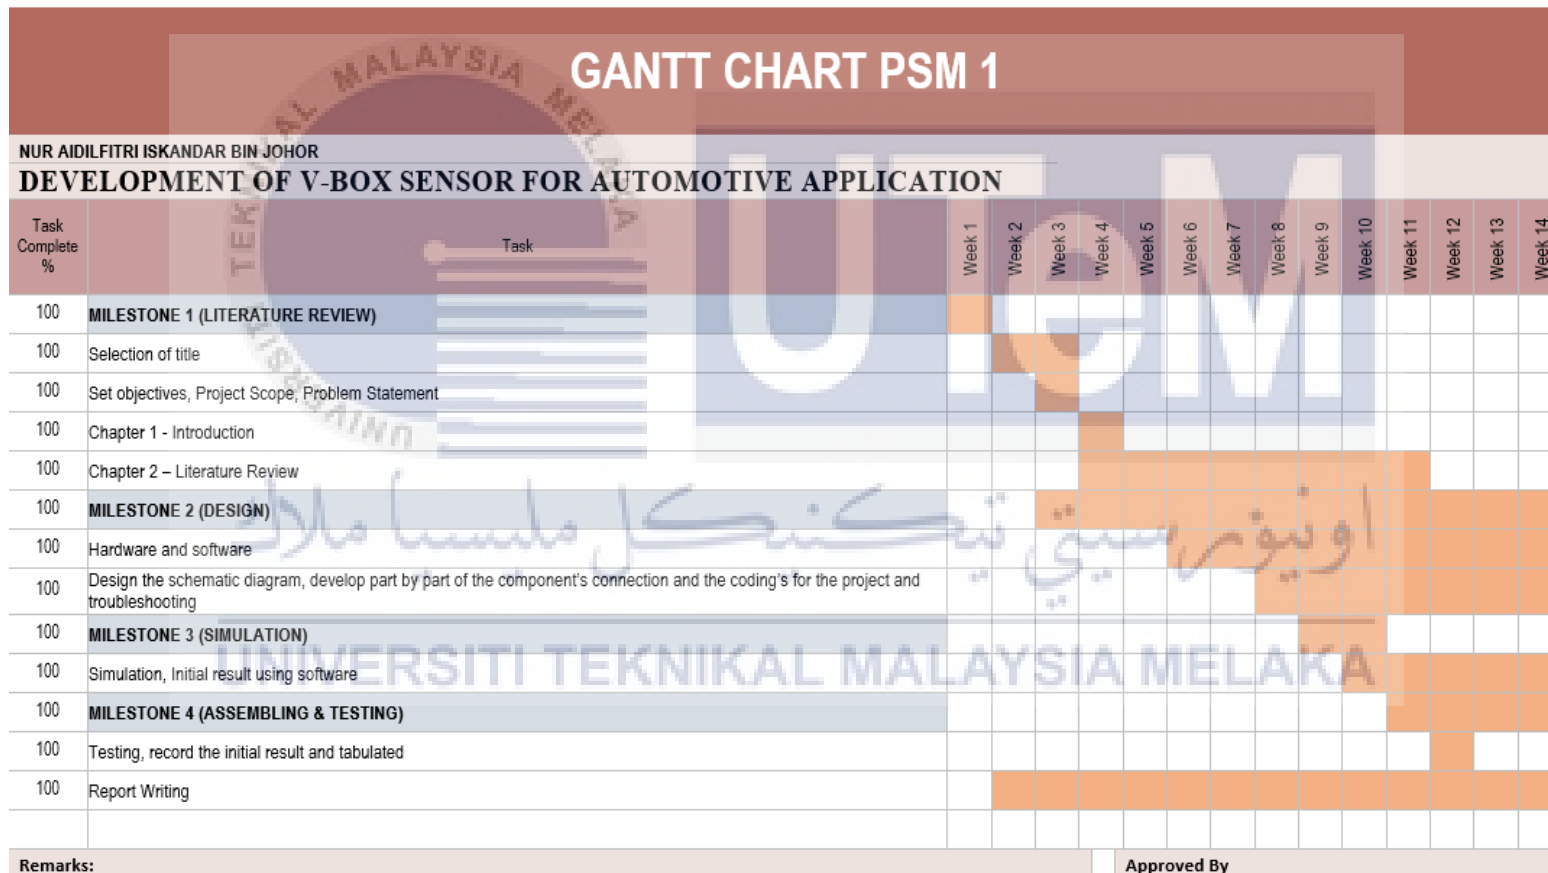 GANTT CHART PSM 1
NUR AIDILFITRI ISKANDAR BIN JOHOR
DEVELOPMENT OF V-BOX SENSOR FOR AUTOMOTIVE APPLICATION
Task Complete %
Task
Week 1
Week 2
Week 3
Week 4
Week 5
Week 6
Week 7
Week 8
Week 9
Week 10
Week 11
Week 12
Week 13
Week 14
100 MILESTONE 1 (LITERATURE REVIEW)
100 Selection of title
100 Set objectives, Project Scope, Problem Statement
100 Chapter 1 - Introduction
100 Chapter 2 – Literature Review
100 MILESTONE 2 (DESIGN)
100 Hardware and software
100 Design the schematic diagram, develop part by part of the component's connection and the coding's for the project and
troubleshooting
100 MILESTONE 3 (SIMULATION)
100 Simulation, Initial result using software
100 MILESTONE 4 (ASSEMBLING & TESTING)
100 Testing, record the initial result and tabulated
100 Report Writing
Remarks:
Approved By
UNIVERSITI TEKNIKAL MALAYSIA MELAKA
UTeM
اونيۏرسيتي تيكنيكل مليسيا ملاك
UNIVERSITI TEKNIKAL MALAYSIA MELAKA